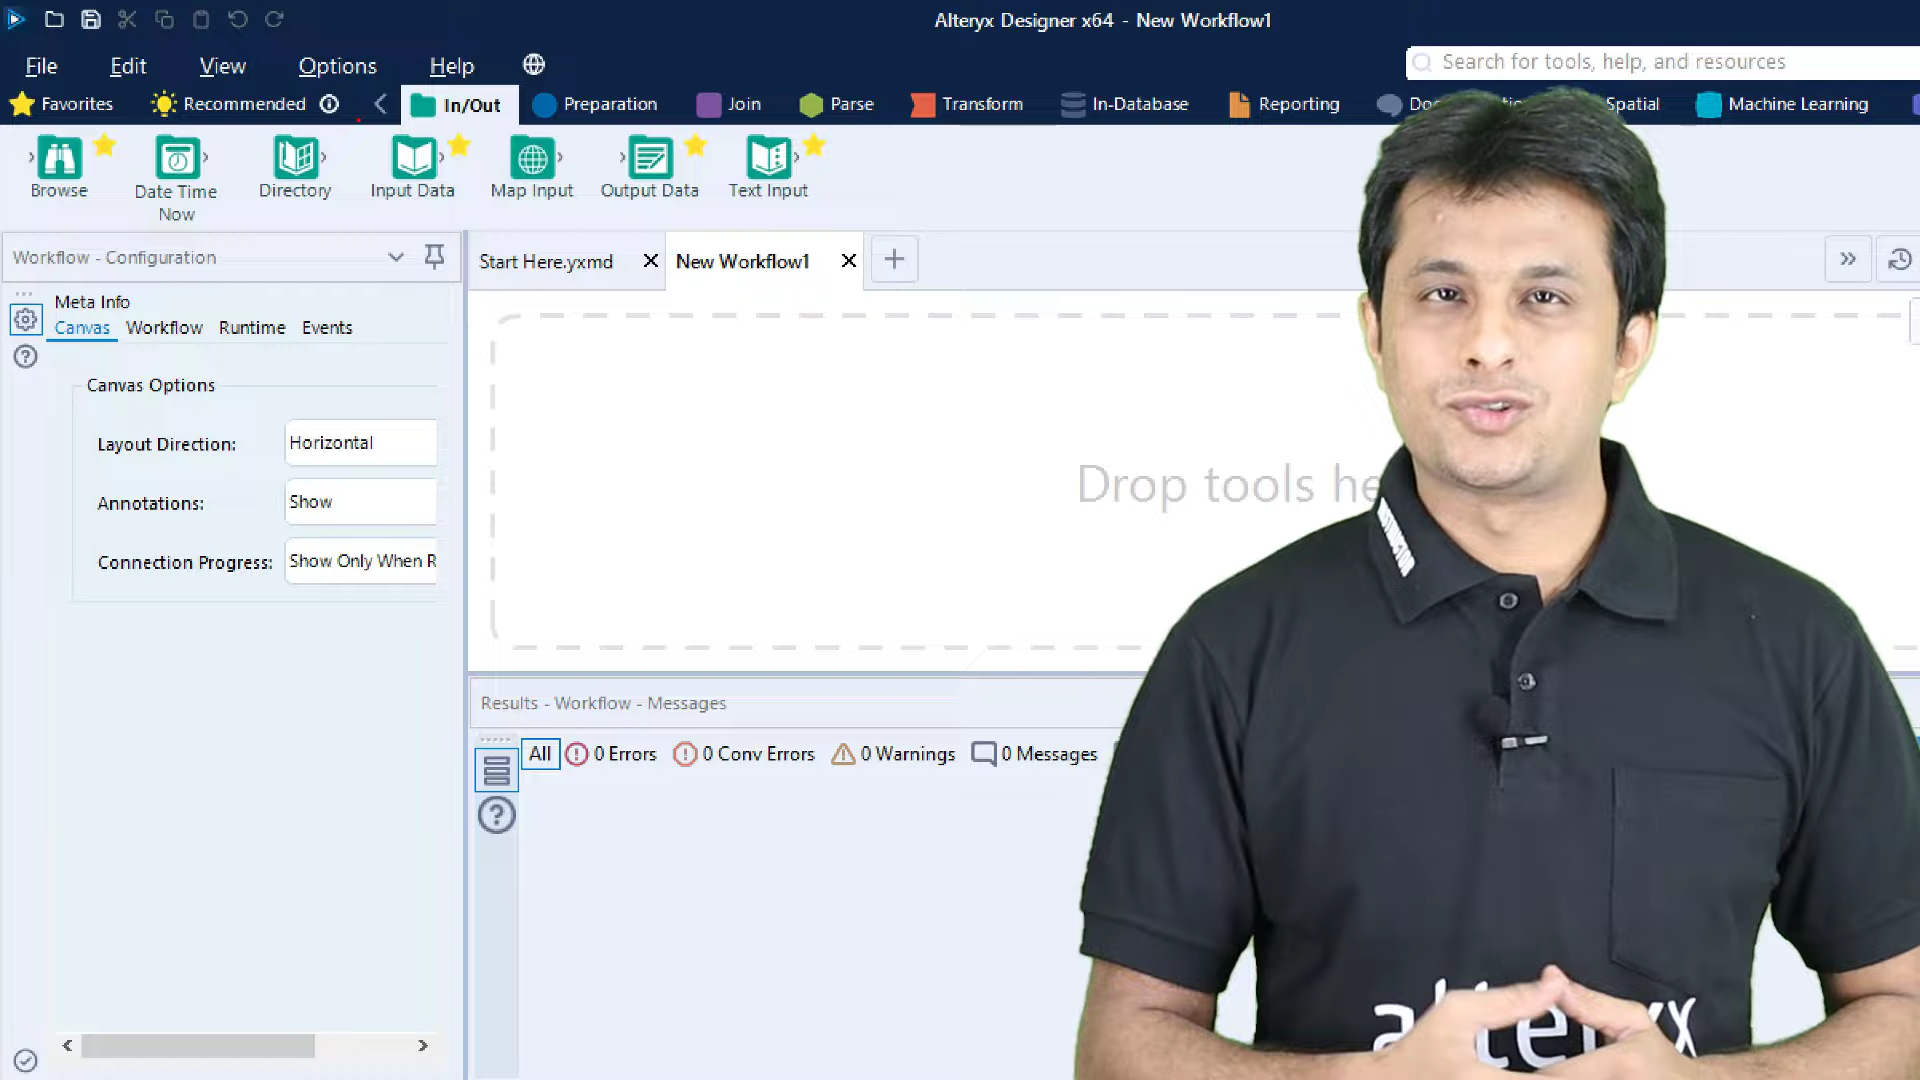 Alteryx Designer x64 - New Workflow1
File Edit View Options Help
Search for tools, help, and resources
Favorites Recommended In/Out Preparation Join Parse Transform In-Database Reporting Spatial Machine Learning
Browse Date Time Now Directory Input Data Map Input Output Data Text Input
Workflow - Configuration
Start Here.yxmd New Workflow1
Meta Info
Canvas Workflow Runtime Events
Canvas Options
Layout Direction: Horizontal
Annotations: Show
Connection Progress: Show Only When R
Drop tools he
Results - Workflow - Messages
All 0 Errors 0 Conv Errors 0 Warnings 0 Messages